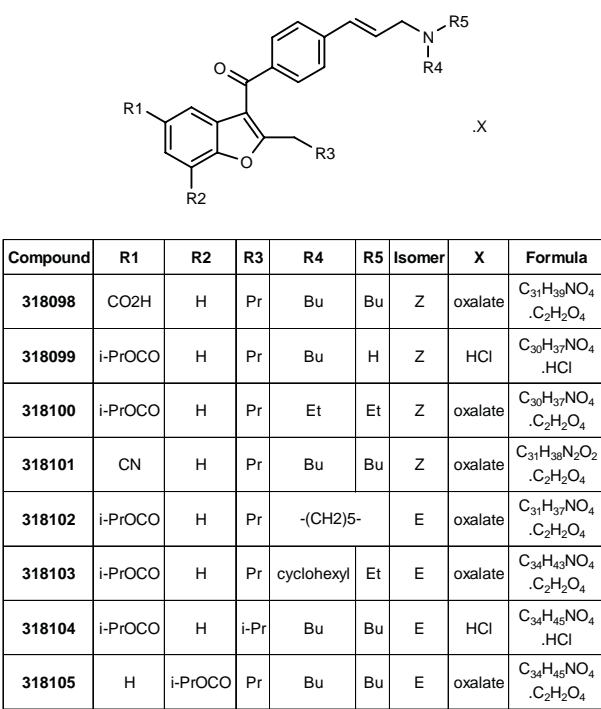 R5
N
R4
O
R1
R3
O
R2
.X
Compound R1 R2 R3 R4 R5 Isomer X Formula
318098 CO2H H Pr Bu Bu Z oxalate C₃₁H₃₉NO₄
.C₂H₂O₄
318099 i-PrOCO H Pr Bu H Z HCl C₃₀H₃₇NO₄
.HCl
318100 i-PrOCO H Pr Et Et Z oxalate C₃₀H₃₇NO₄
.C₂H₂O₄
318101 CN H Pr Bu Bu Z oxalate C₃₁H₃₈N₂O₂
.C₂H₂O₄
318102 i-PrOCO H Pr -(CH2)5- E oxalate C₃₁H₃₇NO₄
.C₂H₂O₄
318103 i-PrOCO H Pr cyclohexyl Et E oxalate C₃₄H₄₃NO₄
.C₂H₂O₄
318104 i-PrOCO H i-Pr Bu Bu E HCl C₃₄H₄₅NO₄
.HCl
318105 H i-PrOCO Pr Bu Bu E oxalate C₃₄H₄₅NO₄
.C₂H₂O₄